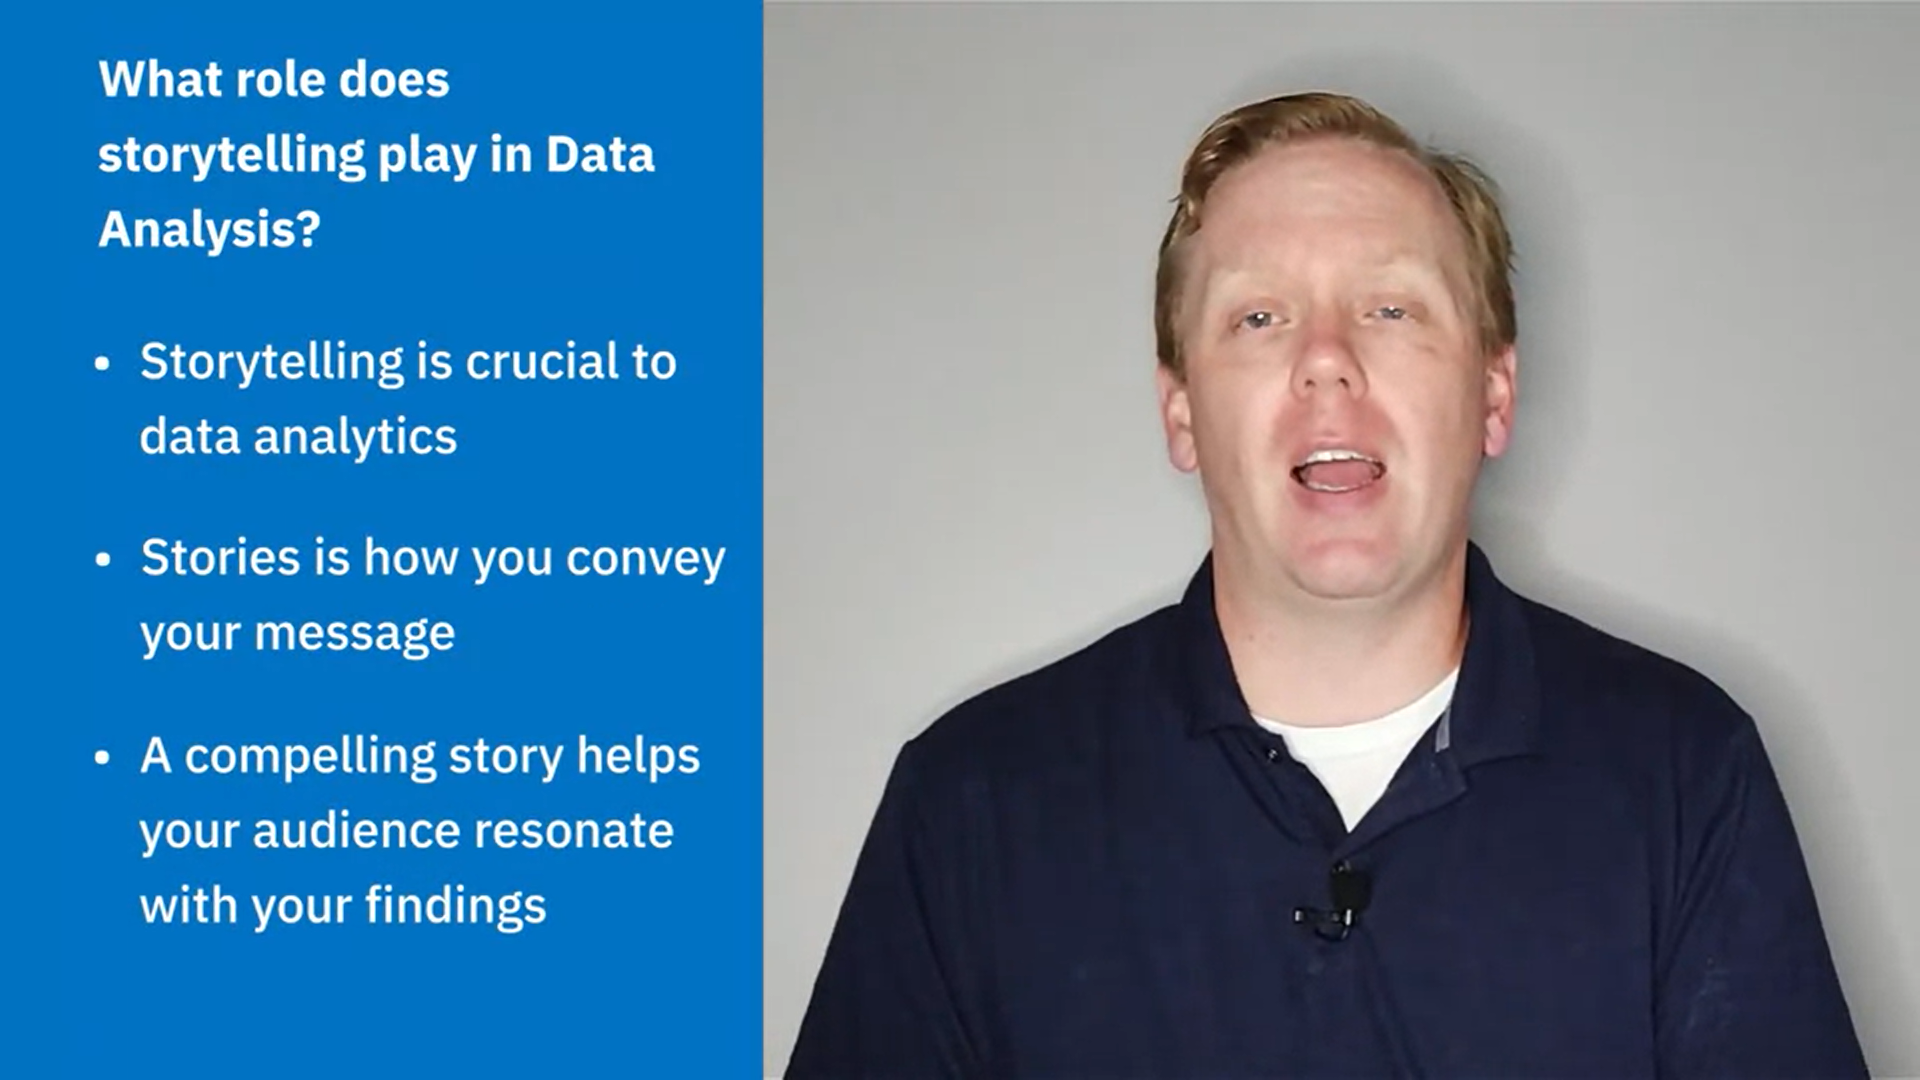 What role does
storytelling play in Data
Analysis?
• Storytelling is crucial to
data analytics
• Stories is how you convey
your message
• A compelling story helps
your audience resonate
with your findings